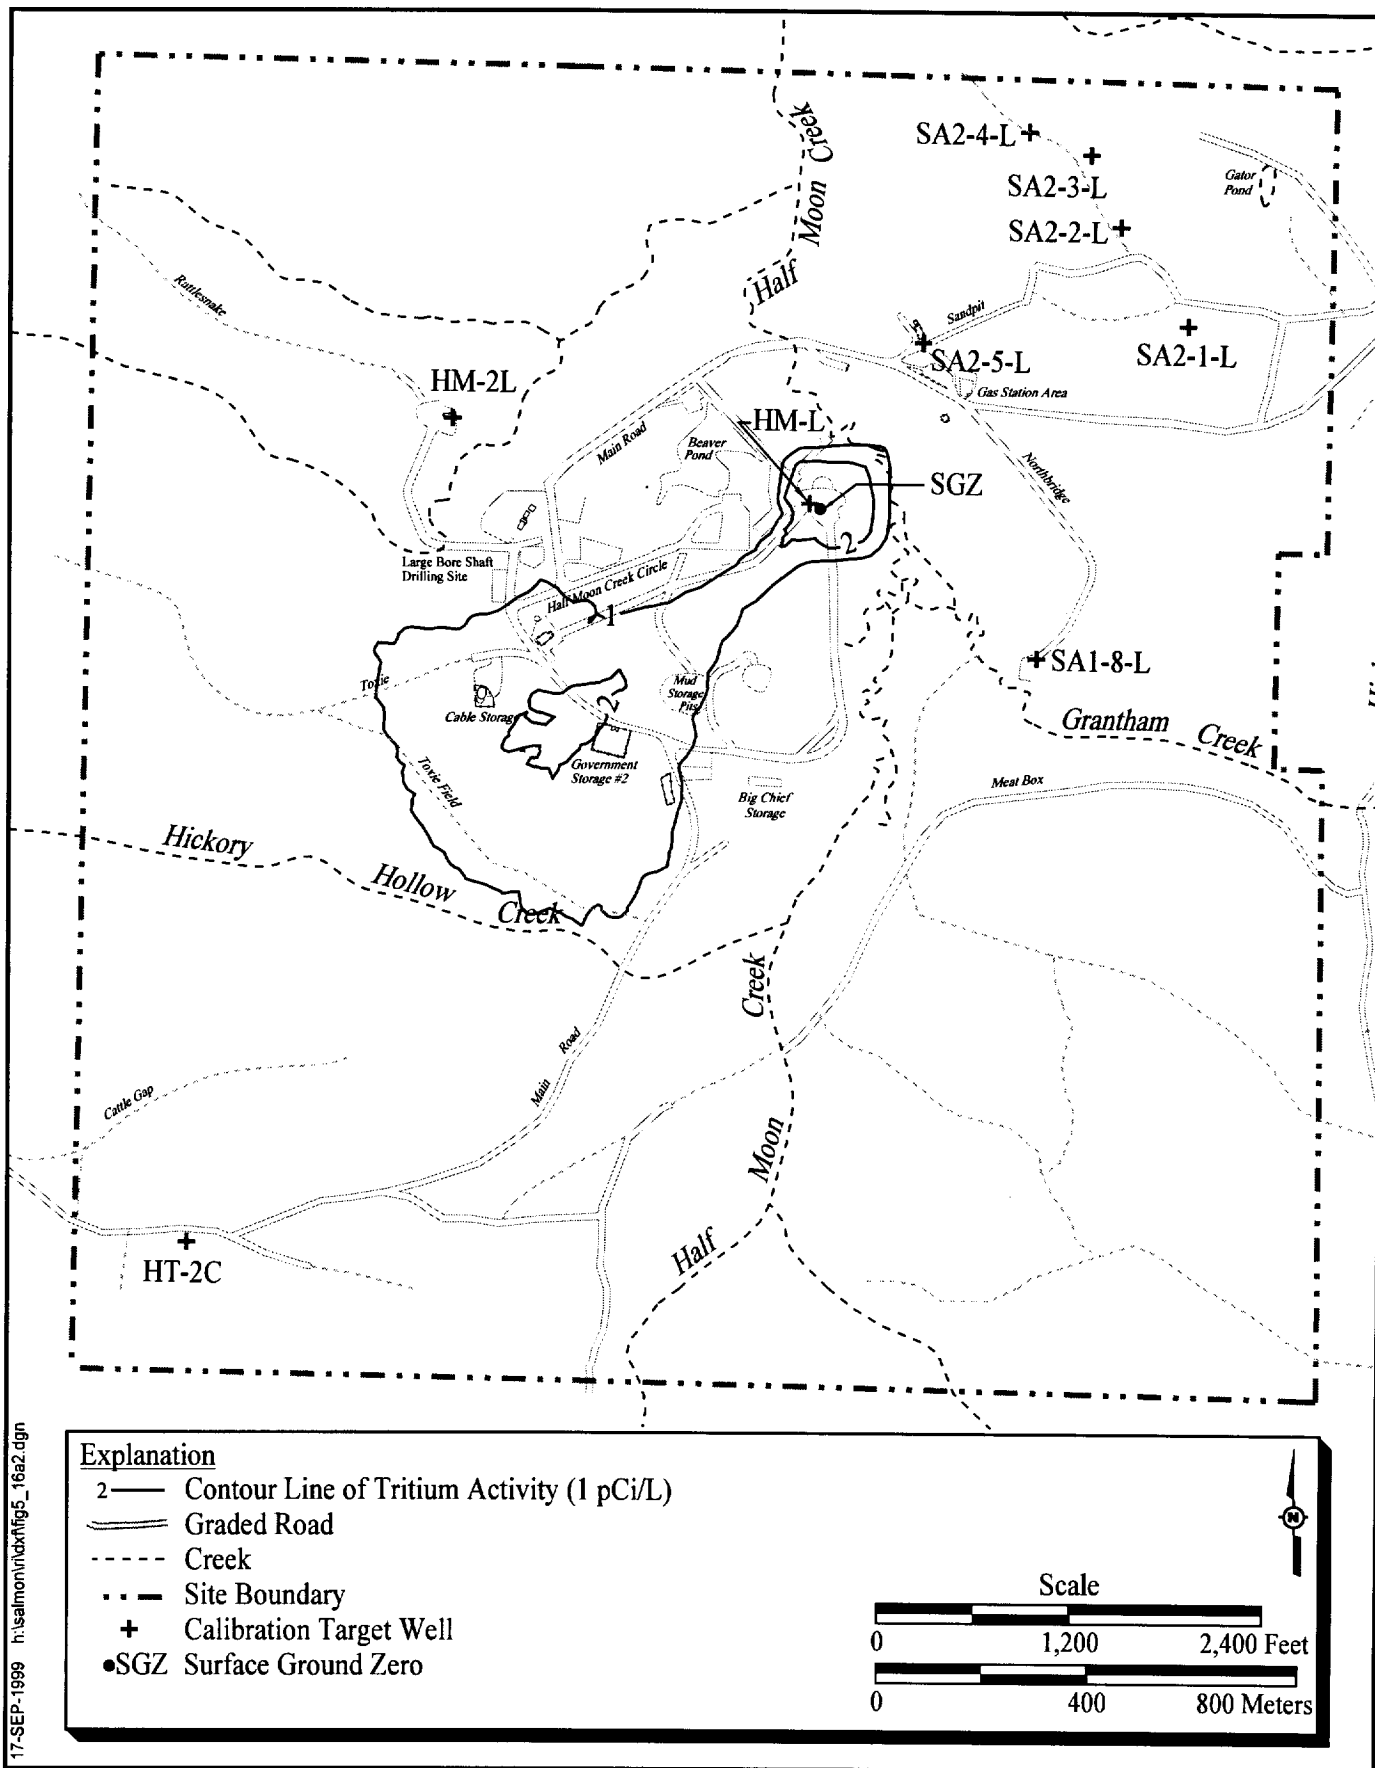 Half Moon Creek
SA2-4-L
SA2-3-L
Gator
Pond
SA2-2-L
Rattlesnake
Sandpit
SA2-5-L
SA2-1-L
HM-2L
Gas Station Area
HM-L
Main Road
Beaver
Pond
Northbridge
SGZ
2
Large Bore Shaft
Drilling Site
Half Moon Creek Circle
1
SA1-8-L
Toxie
Mud
Storage
Pits
2
Cable Storage
Grantham Creek
Government
Storage #2
Toxie Field
Meat Box
Big Chief
Storage
Hickory Hollow Creek
Main Road
Cattle Gap
Half Moon Creek
HT-2C
Explanation
2 Contour Line of Tritium Activity (1 pCi/L)
Graded Road
Creek
Site Boundary
Calibration Target Well
SGZ Surface Ground Zero
N
Scale
0 1,200 2,400 Feet
0 400 800 Meters
17-SEP-1999 h:\salmon\ri\dxf\fig5_16a2.dgn